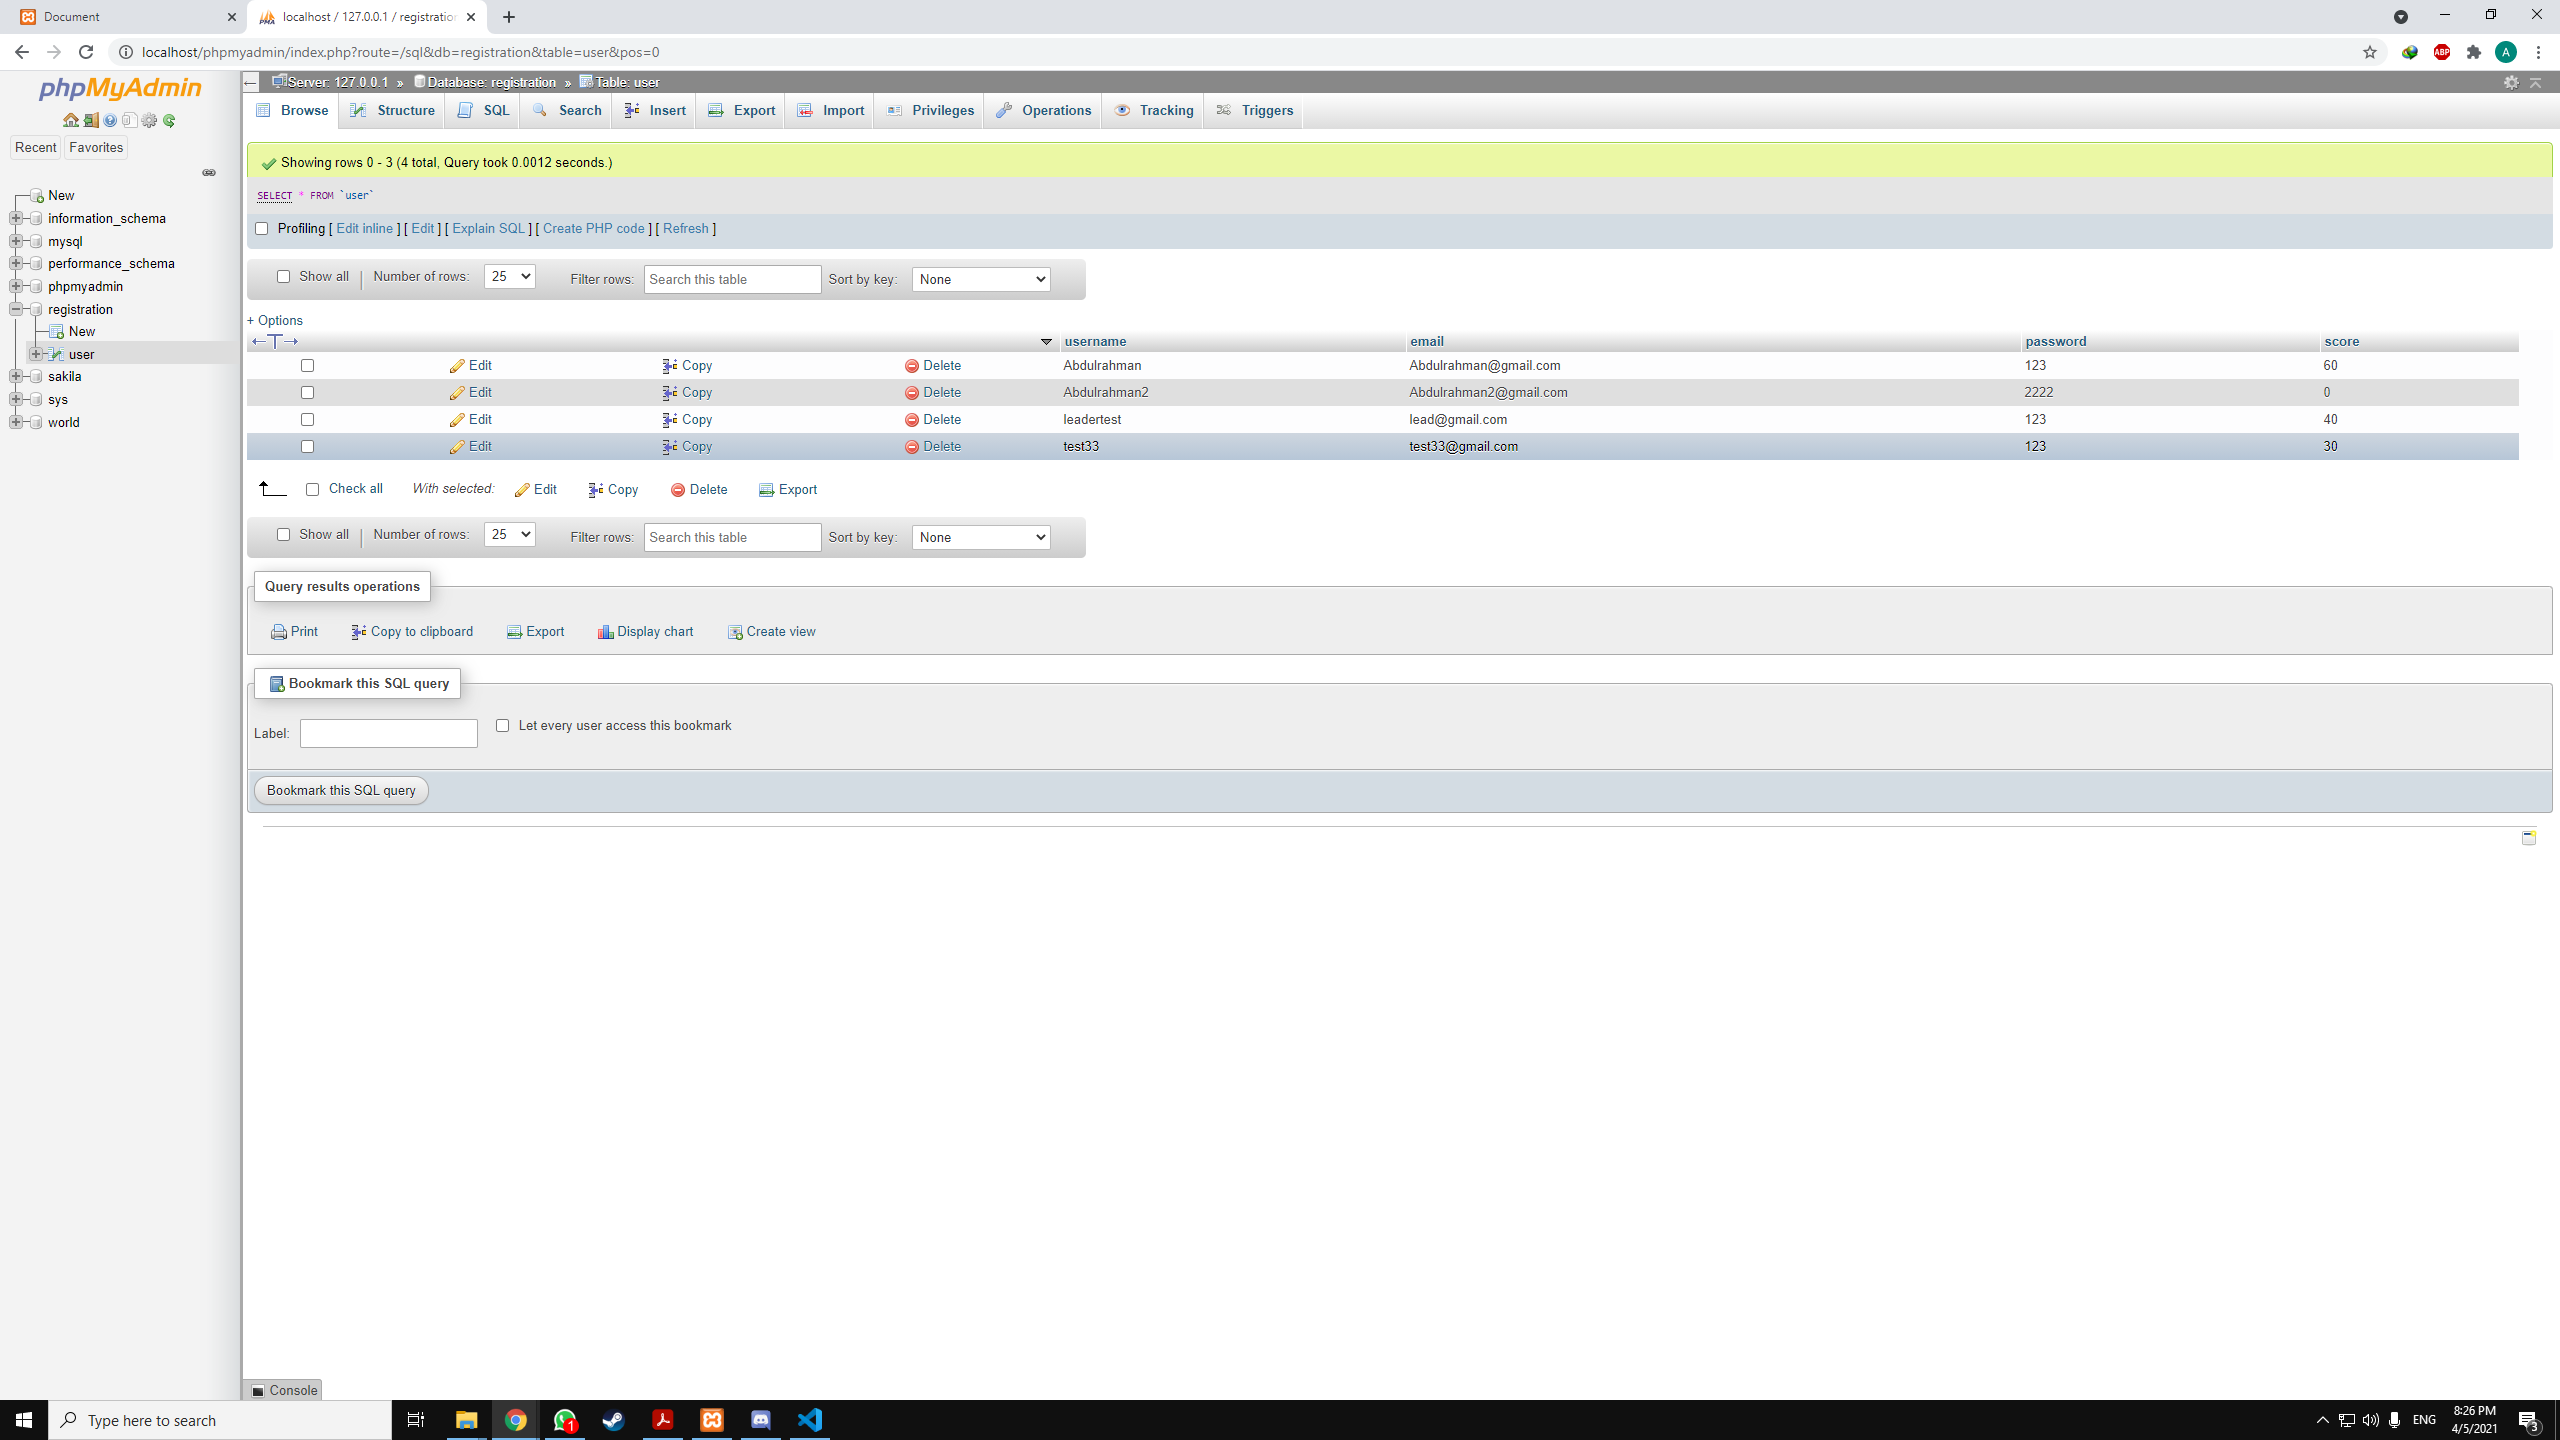 Document
localhost / 127.0.0.1 / registration
localhost/phpmyadmin/index.php?route=/sql&db=registration&table=user&pos=0
ABP
A
phpMyAdmin
Recent Favorites
New
information_schema
mysql
performance_schema
phpmyadmin
registration
New
user
sakila
sys
world
Server: 127.0.0.1 » Database: registration » Table: user
Browse Structure SQL Search Insert Export Import Privileges Operations Tracking Triggers
Showing rows 0 - 3 (4 total, Query took 0.0012 seconds.)
SELECT * FROM `user`
Profiling [ Edit inline ] [ Edit ] [ Explain SQL ] [ Create PHP code ] [ Refresh ]
Show all Number of rows: 25 Filter rows: Search this table Sort by key: None
+ Options
username email password score
Edit Copy Delete Abdulrahman Abdulrahman@gmail.com 123 60
Edit Copy Delete Abdulrahman2 Abdulrahman2@gmail.com 2222 0
Edit Copy Delete leadertest lead@gmail.com 123 40
Edit Copy Delete test33 test33@gmail.com 123 30
Check all With selected: Edit Copy Delete Export
Show all Number of rows: 25 Filter rows: Search this table Sort by key: None
Query results operations
Print Copy to clipboard Export Display chart Create view
Bookmark this SQL query
Label: Let every user access this bookmark
Bookmark this SQL query
Console
Type here to search
1
ENG
8:26 PM
4/5/2021
3